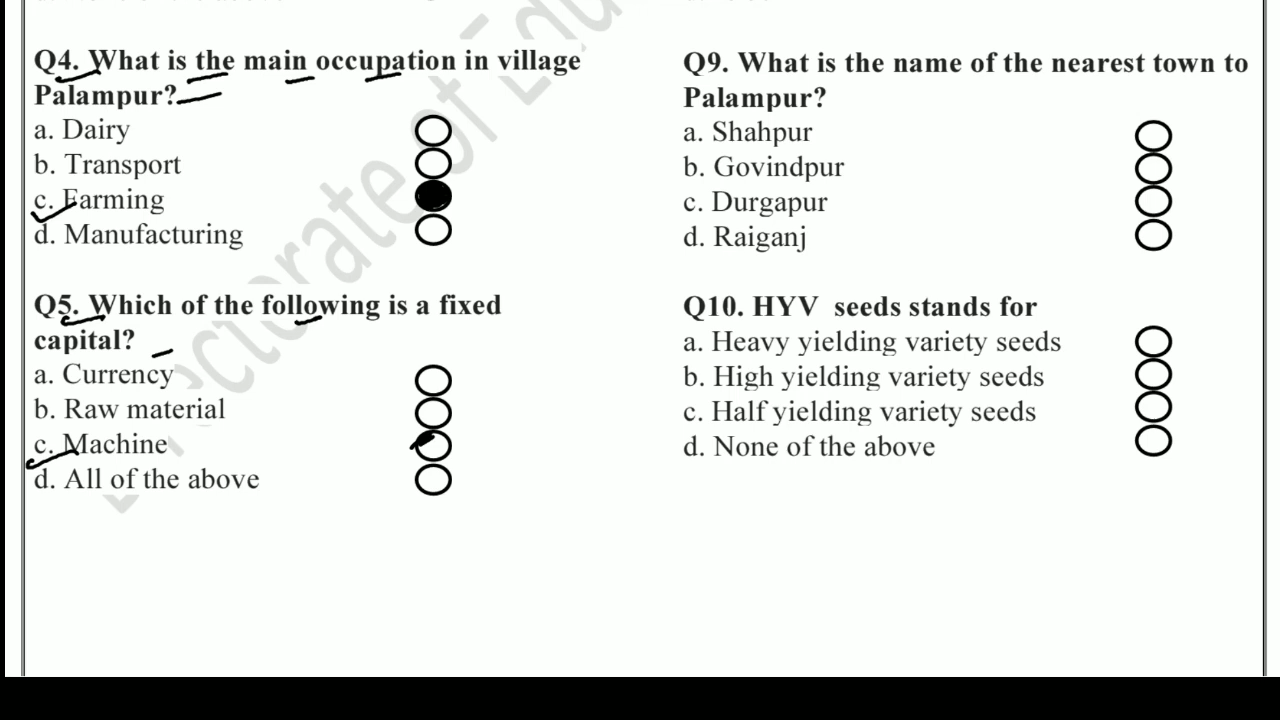 Q4. What is the main occupation in village
Palampur?
a. Dairy
b. Transport
c. Farming
d. Manufacturing
Q5. Which of the following is a fixed
capital?
a. Currency
b. Raw material
c. Machine
d. All of the above
Q9. What is the name of the nearest town to
Palampur?
a. Shahpur
b. Govindpur
c. Durgapur
d. Raiganj
Q10. HYV seeds stands for
a. Heavy yielding variety seeds
b. High yielding variety seeds
c. Half yielding variety seeds
d. None of the above